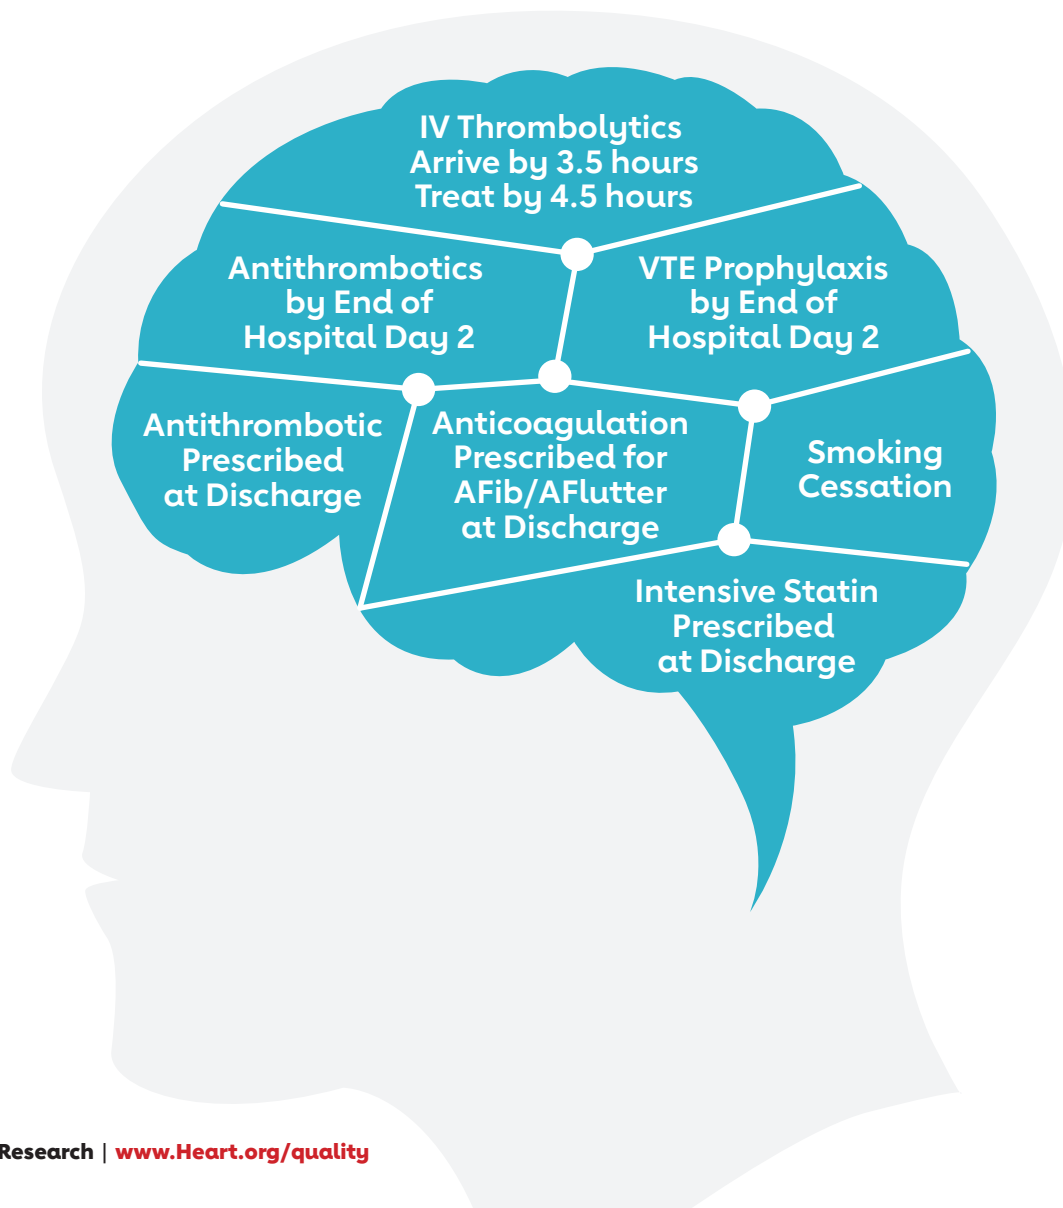 IV Thrombolytics
Arrive by 3.5 hours
Treat by 4.5 hours
Antithrombotics
by End of
Hospital Day 2
VTE Prophylaxis
by End of
Hospital Day 2
Antithrombotic
Prescribed
at Discharge
Anticoagulation
Prescribed for
AFib/AFlutter
at Discharge
Smoking
Cessation
Intensive Statin
Prescribed
at Discharge
Research | www.Heart.org/quality